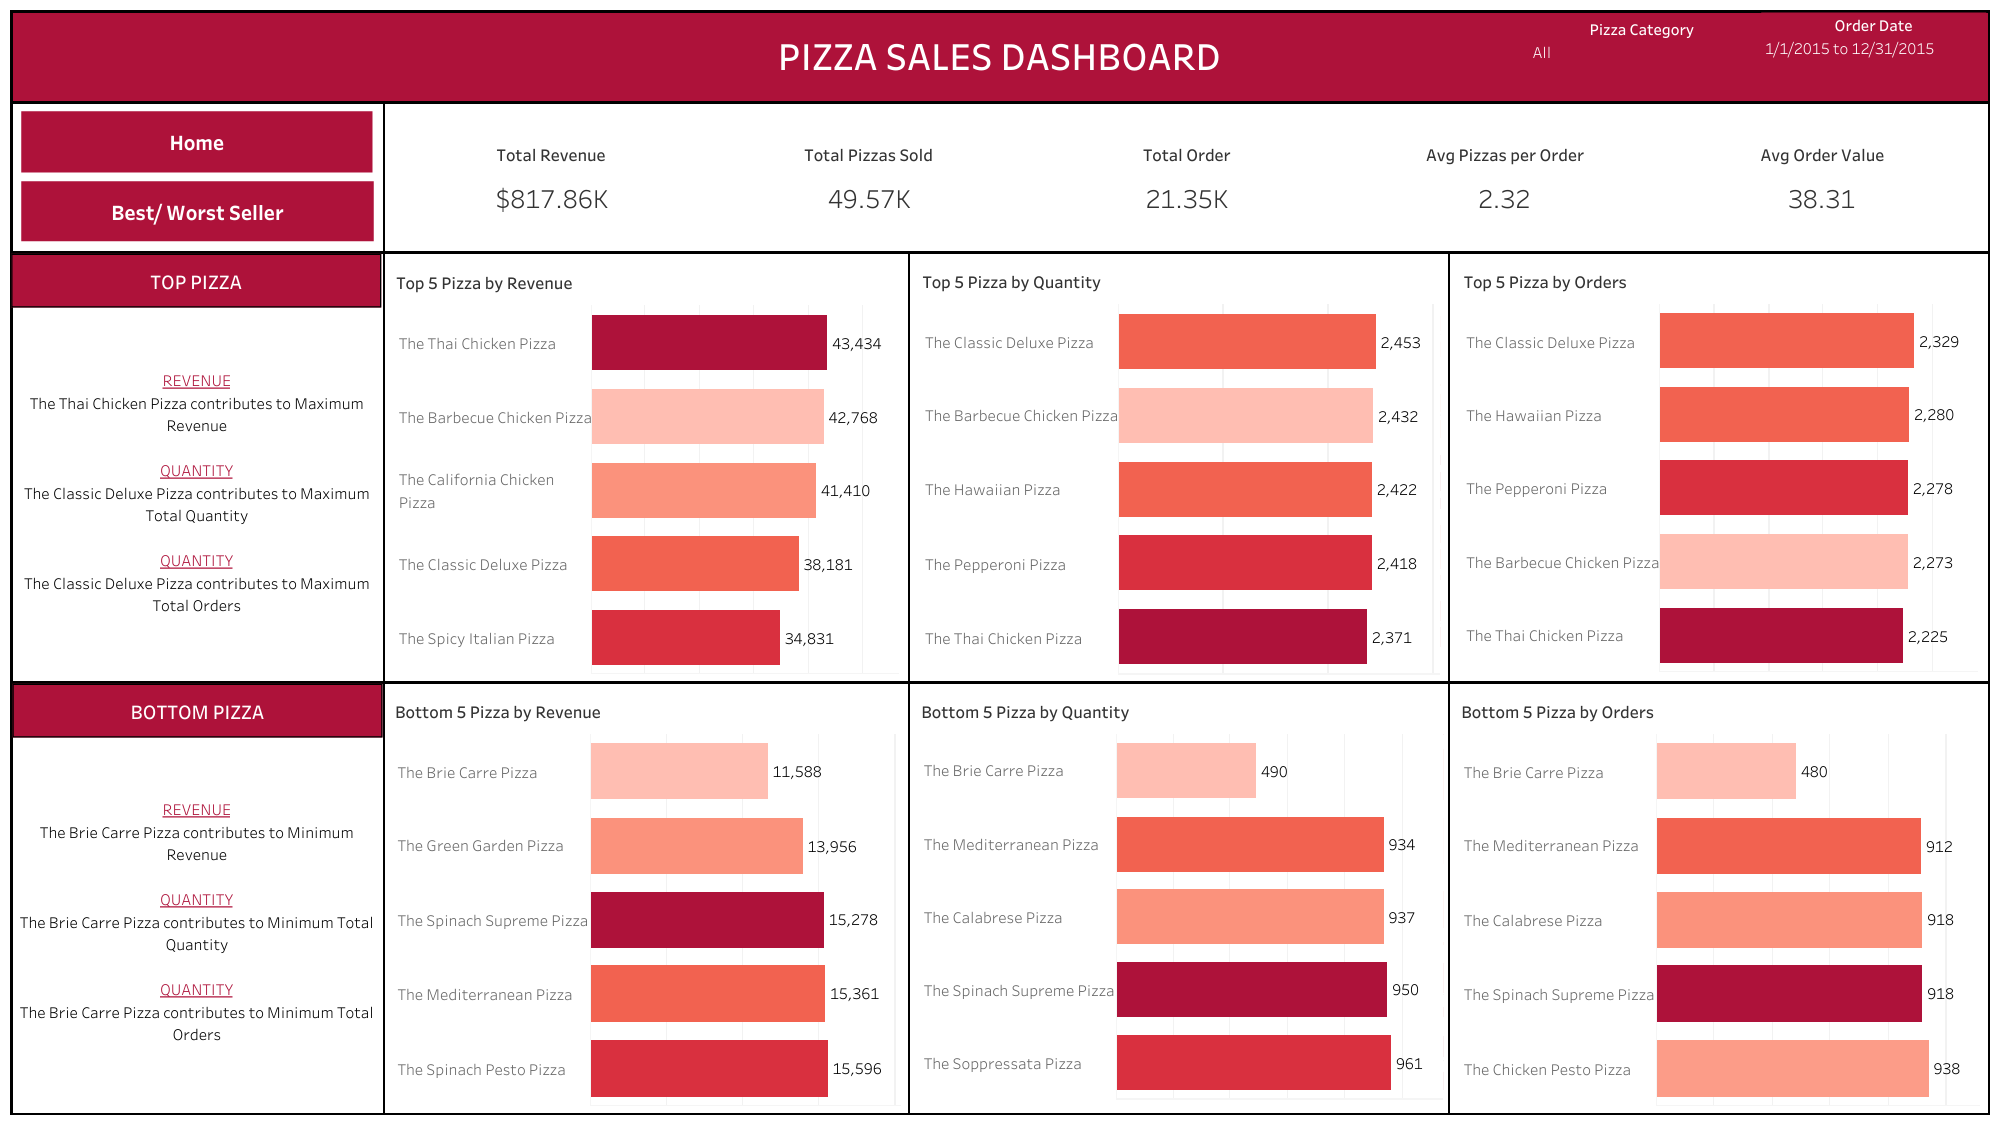 PIZZA SALES DASHBOARD
Pizza Category
All
Order Date
1/1/2015 to 12/31/2015
Home
Best/ Worst Seller
Total Revenue
$817.86K
Total Pizzas Sold
49.57K
Total Order
21.35K
Avg Pizzas per Order
2.32
Avg Order Value
38.31
TOP PIZZA
REVENUE
The Thai Chicken Pizza contributes to Maximum
Revenue
QUANTITY
The Classic Deluxe Pizza contributes to Maximum
Total Quantity
QUANTITY
The Classic Deluxe Pizza contributes to Maximum
Total Orders
Top 5 Pizza by Revenue
The Thai Chicken Pizza 43,434
The Barbecue Chicken Pizza 42,768
The California Chicken
Pizza 41,410
The Classic Deluxe Pizza 38,181
The Spicy Italian Pizza 34,831
Top 5 Pizza by Quantity
The Classic Deluxe Pizza 2,453
The Barbecue Chicken Pizza 2,432
The Hawaiian Pizza 2,422
The Pepperoni Pizza 2,418
The Thai Chicken Pizza 2,371
Top 5 Pizza by Orders
The Classic Deluxe Pizza 2,329
The Hawaiian Pizza 2,280
The Pepperoni Pizza 2,278
The Barbecue Chicken Pizza 2,273
The Thai Chicken Pizza 2,225
BOTTOM PIZZA
REVENUE
The Brie Carre Pizza contributes to Minimum
Revenue
QUANTITY
The Brie Carre Pizza contributes to Minimum Total
Quantity
QUANTITY
The Brie Carre Pizza contributes to Minimum Total
Orders
Bottom 5 Pizza by Revenue
The Brie Carre Pizza 11,588
The Green Garden Pizza 13,956
The Spinach Supreme Pizza 15,278
The Mediterranean Pizza 15,361
The Spinach Pesto Pizza 15,596
Bottom 5 Pizza by Quantity
The Brie Carre Pizza 490
The Mediterranean Pizza 934
The Calabrese Pizza 937
The Spinach Supreme Pizza 950
The Soppressata Pizza 961
Bottom 5 Pizza by Orders
The Brie Carre Pizza 480
The Mediterranean Pizza 912
The Calabrese Pizza 918
The Spinach Supreme Pizza 918
The Chicken Pesto Pizza 938